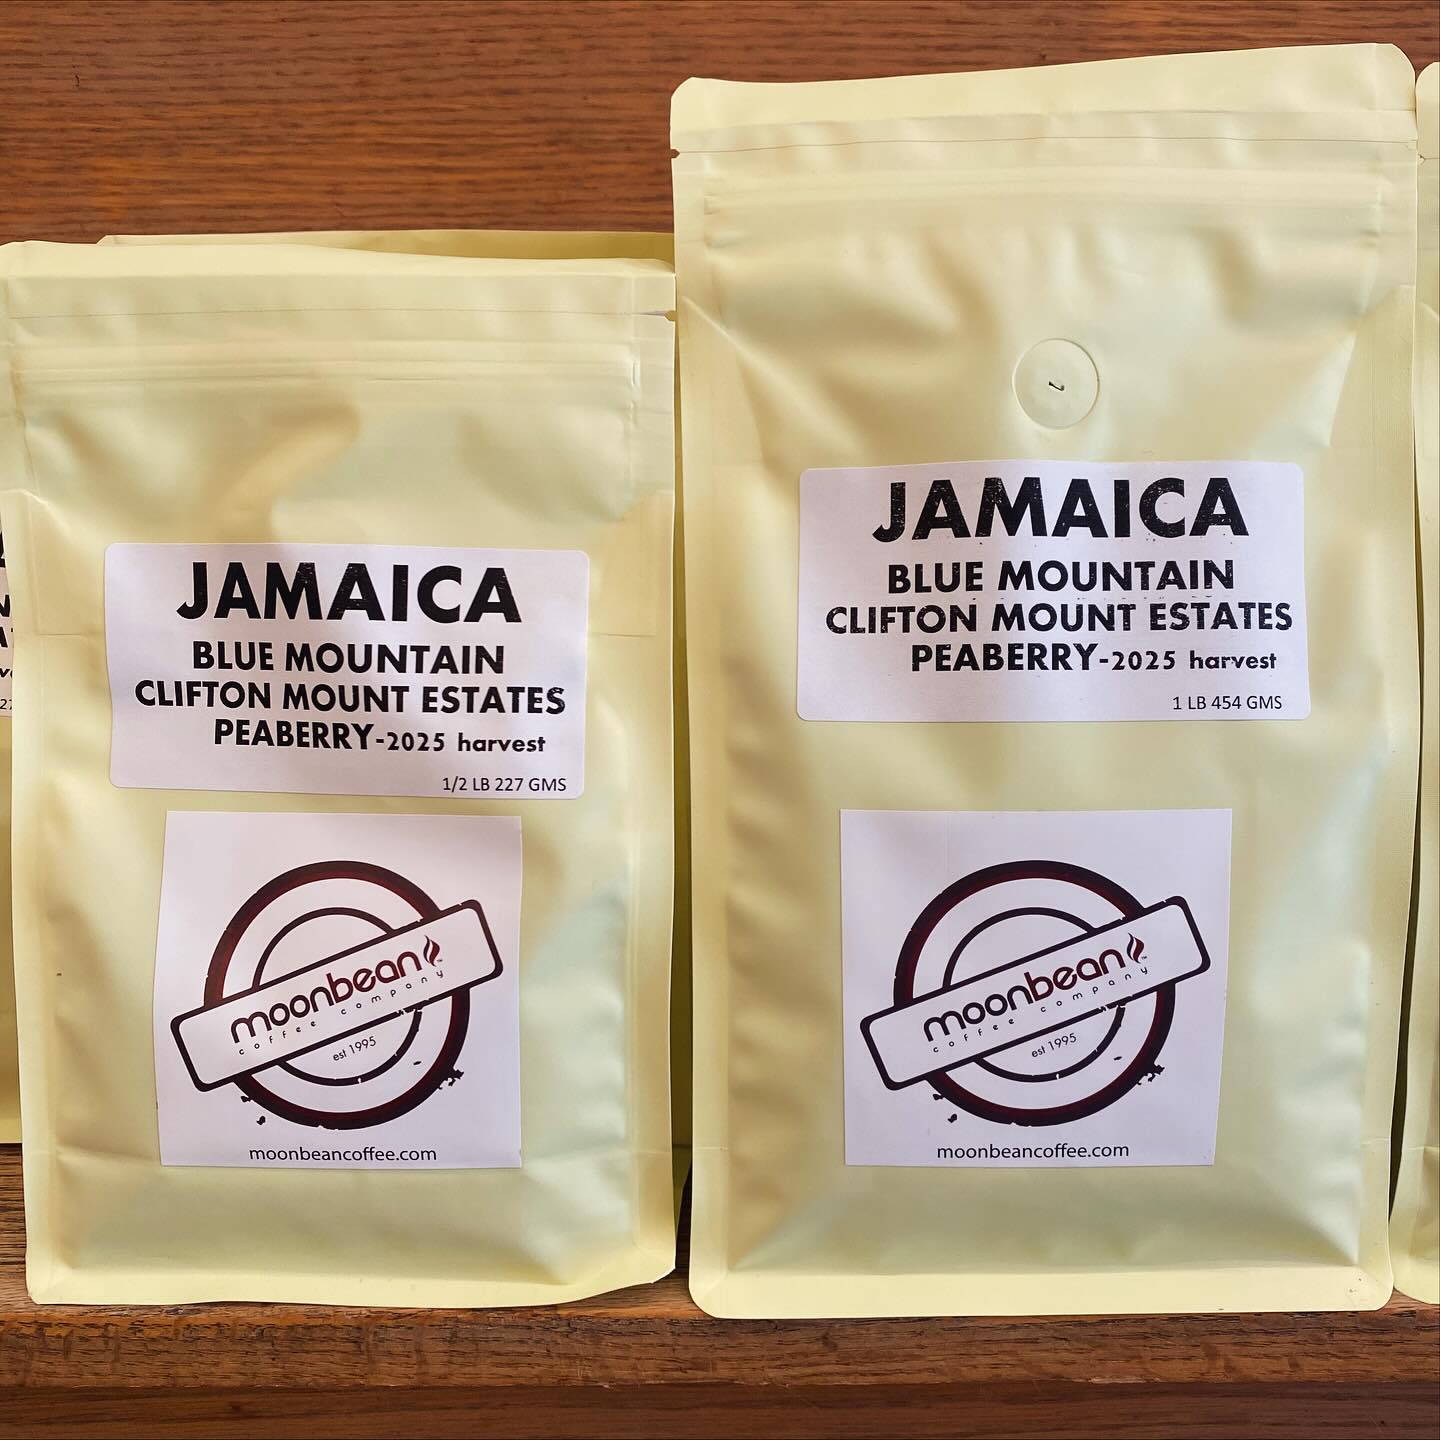 JAMAICA
BLUE MOUNTAIN
CLIFTON MOUNT ESTATES
PEABERRY-2025 harvest
1/2 LB 227 GMS
moonbean
coffee company
est 1995
moonbeancoffee.com
JAMAICA
BLUE MOUNTAIN
CLIFTON MOUNT ESTATES
PEABERRY-2025 harvest
1 LB 454 GMS
moonbean
coffee company
est 1995
moonbeancoffee.com